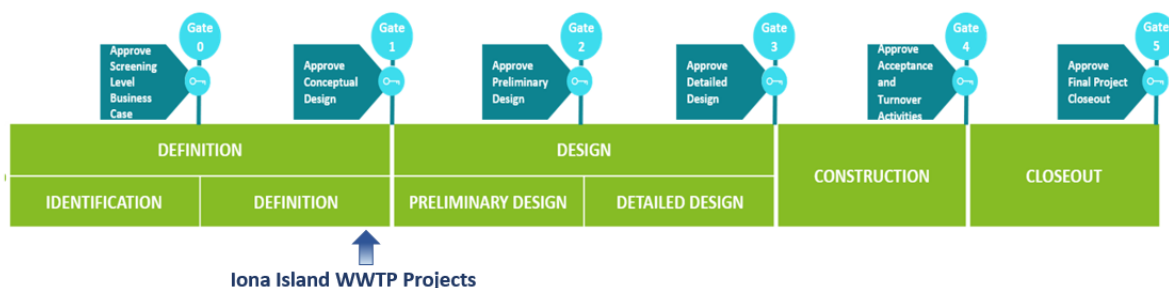 Gate
0
Approve
Screening
Level
Business
Case
Gate
1
Approve
Conceptual
Design
Gate
2
Approve
Preliminary
Design
Gate
3
Approve
Detailed
Design
Gate
4
Approve
Acceptance
and
Turnover
Activities
Gate
5
Approve
Final Project
Closeout
DEFINITION
DESIGN
CONSTRUCTION
CLOSEOUT
IDENTIFICATION
DEFINITION
PRELIMINARY DESIGN
DETAILED DESIGN
Iona Island WWTP Projects